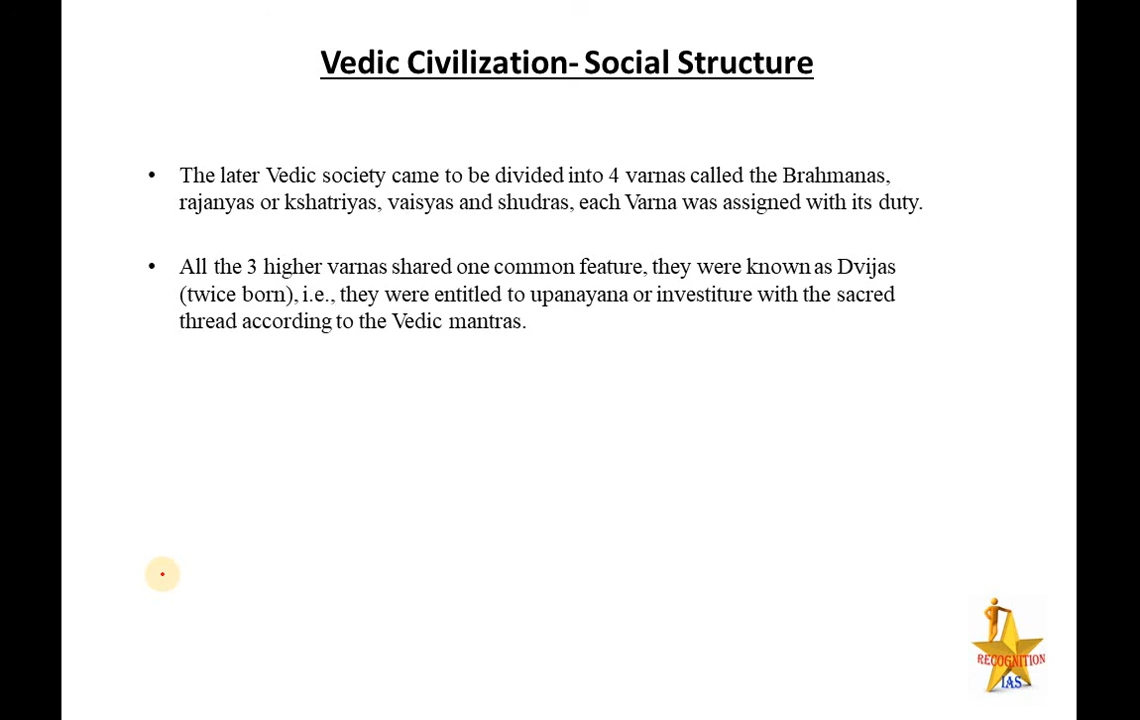 Vedic Civilization- Social Structure
• The later Vedic society came to be divided into 4 varnas called the Brahmanas,
rajanyas or kshatriyas, vaisyas and shudras, each Varna was assigned with its duty.
• All the 3 higher varnas shared one common feature, they were known as Dvijas
(twice born), i.e., they were entitled to upanayana or investiture with the sacred
thread according to the Vedic mantras.
RECOGNITION
IAS